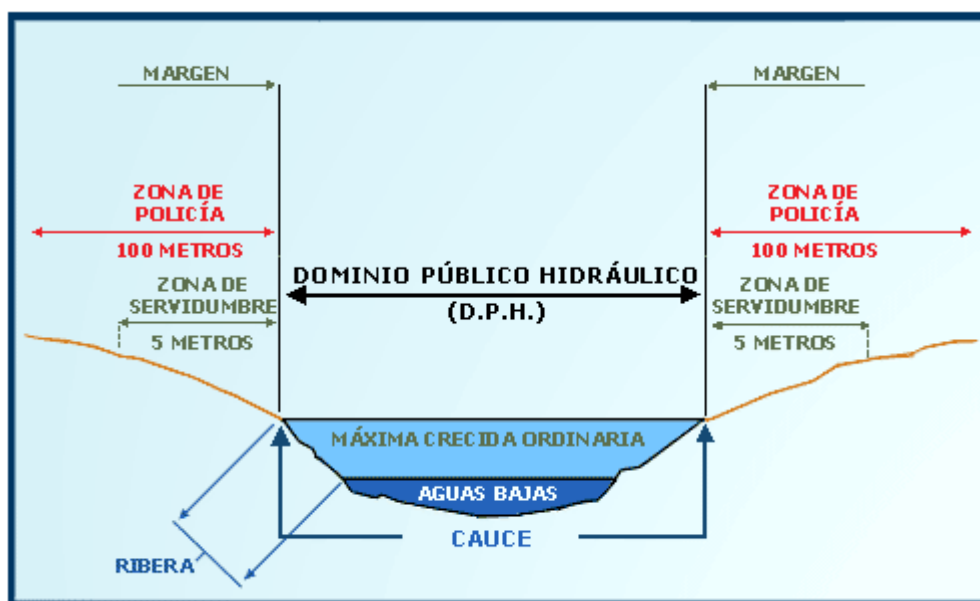 MARGEN
MARGEN
ZONA DE
POLICÍA
100 METROS
ZONA DE
POLICÍA
100 METROS
DOMINIO PÚBLICO HIDRÁULICO
(D.P.H.)
ZONA DE
SERVIDUMBRE
5 METROS
ZONA DE
SERVIDUMBRE
5 METROS
MÁXIMA CRECIDA ORDINARIA
AGUAS BAJAS
CAUCE
RIBERA